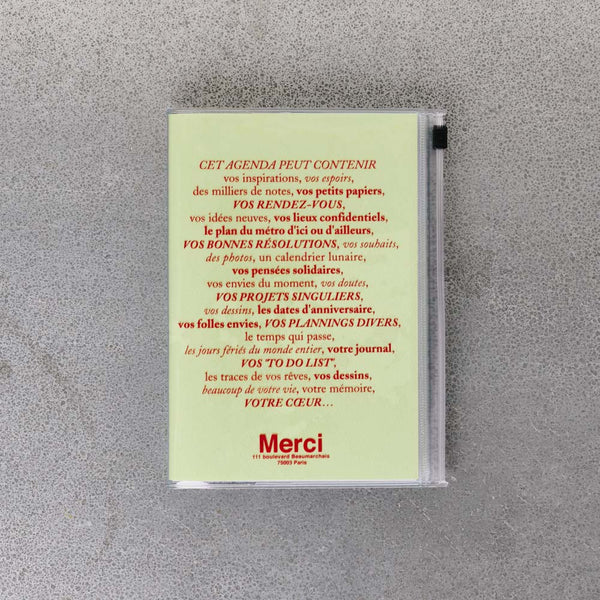 CET AGENDA PEUT CONTENIR
vos inspirations, vos espoirs,
des milliers de notes, vos petits papiers,
VOS RENDEZ-VOUS,
vos idées neuves, vos lieux confidentiels,
le plan du métro d'ici ou d'ailleurs,
VOS BONNES RÉSOLUTIONS, vos souhaits,
des photos, un calendrier lunaire,
vos pensées solidaires,
vos envies du moment, vos doutes,
VOS PROJETS SINGULIERS,
vos dessins, les dates d'anniversaire,
vos folles envies, VOS PLANNINGS DIVERS,
le temps qui passe,
les jours fériés du monde entier, votre journal,
VOS "TO DO LIST",
les traces de vos rêves, vos dessins,
beaucoup de votre vie, votre mémoire,
VOTRE CŒUR...
Merci
111 boulevard Beaumarchais
75003 Paris